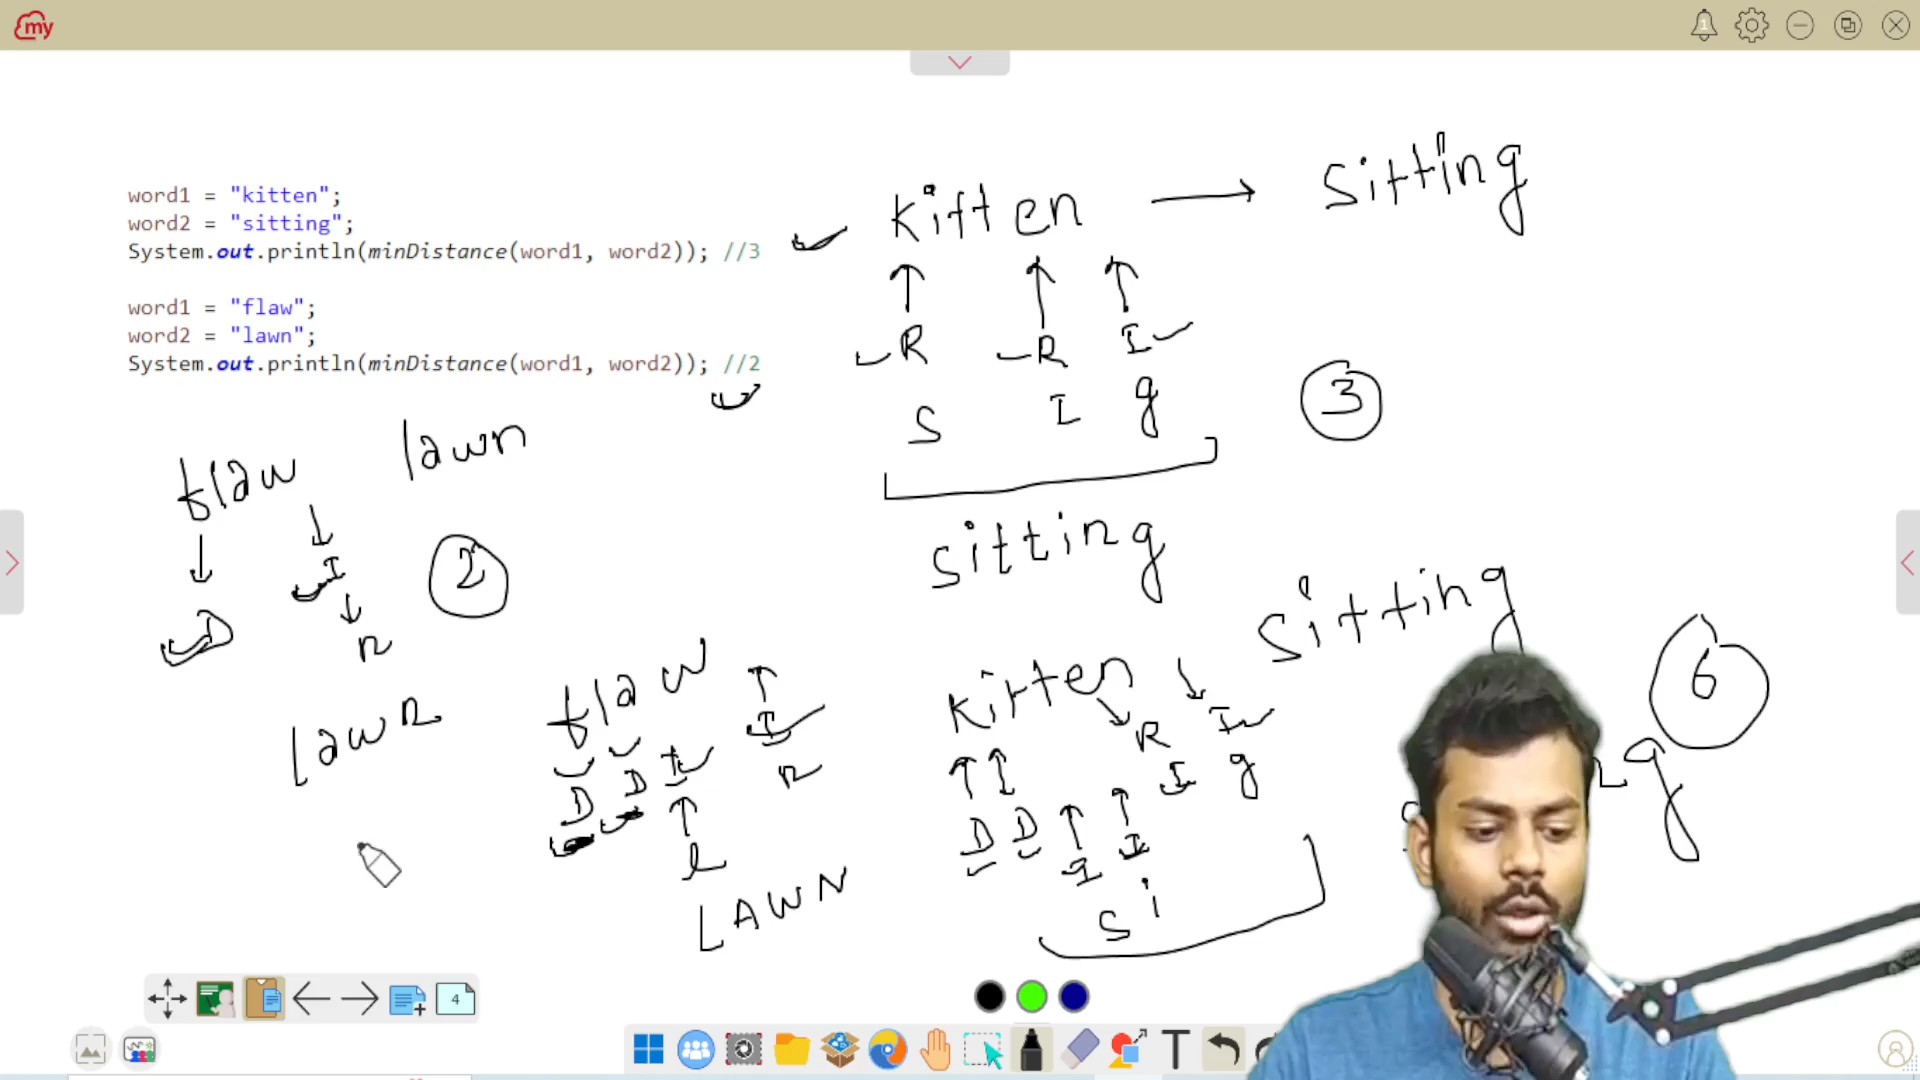 my
1
word1 = "kitten";
word2 = "sitting";
System.out.println(minDistance(word1, word2)); //3
word1 = "flaw";
word2 = "lawn";
System.out.println(minDistance(word1, word2)); //2
kitten → sitting
R R I
S I g
3
sitting
flaw lawn
D I
n
2
lawn
flaw
D D I I
l n
LAWN
kitten sitting
D D I I R I
S i I g
6
g
4
T